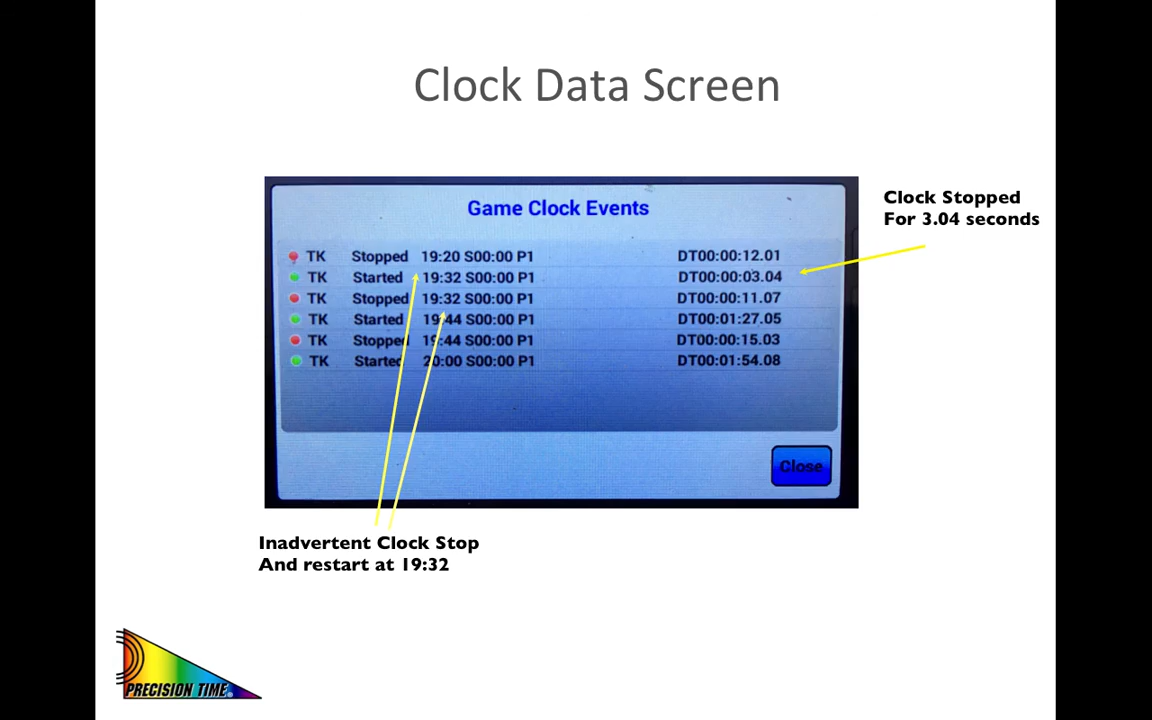 Clock Data Screen
Clock Stopped
For 3.04 seconds
Game Clock Events
TK Stopped 19:20 S00:00 P1 DT00:00:12.01
TK Started 19:32 S00:00 P1 DT00:00:03.04
TK Stopped 19:32 S00:00 P1 DT00:00:11.07
TK Started 19:44 S00:00 P1 DT00:01:27.05
TK Stopped 19:44 S00:00 P1 DT00:00:15.03
TK Started 20:00 S00:00 P1 DT00:01:54.08
Close
Inadvertent Clock Stop
And restart at 19:32
PRECISION TIME®